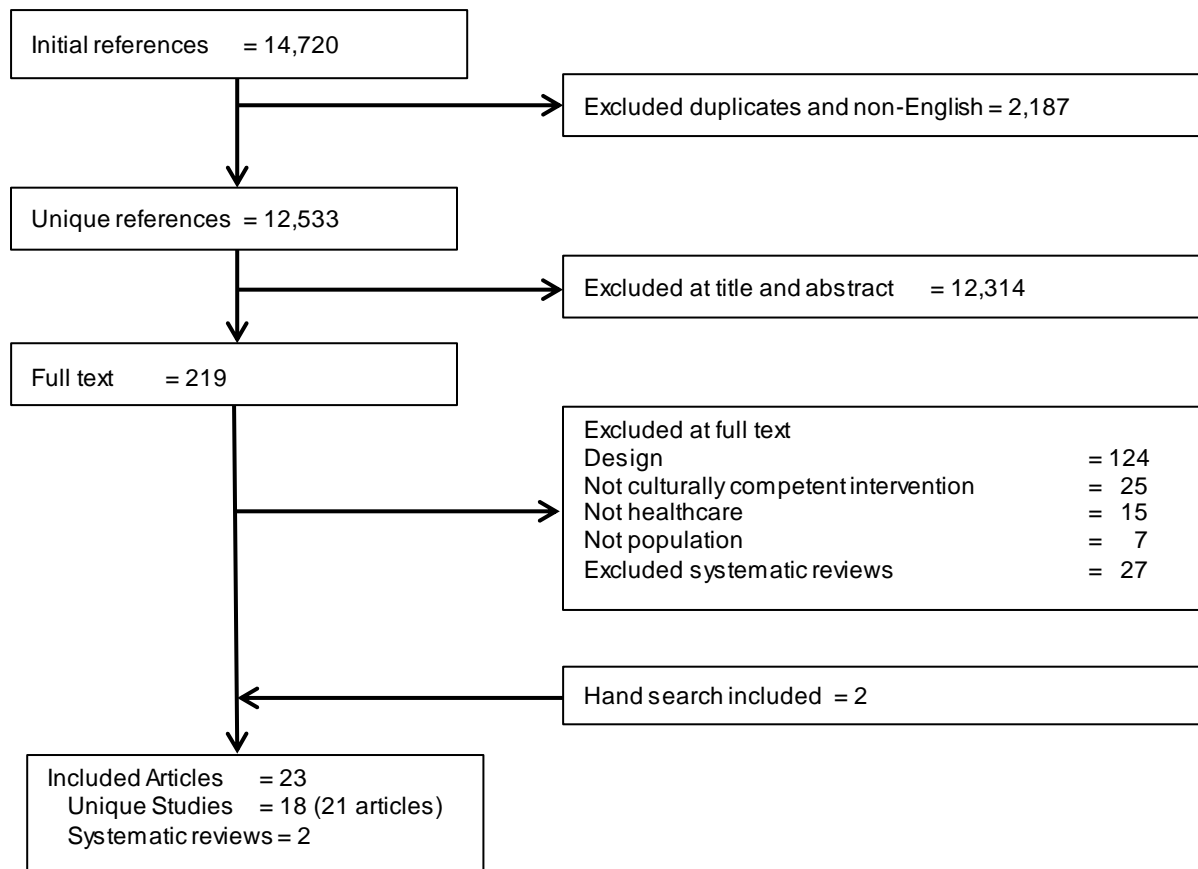 Initial references = 14,720
Excluded duplicates and non-English = 2,187
Unique references = 12,533
Excluded at title and abstract = 12,314
Full text = 219
Excluded at full text
Design = 124
Not culturally competent intervention = 25
Not healthcare = 15
Not population = 7
Excluded systematic reviews = 27
Hand search included = 2
Included Articles = 23
Unique Studies = 18 (21 articles)
Systematic reviews = 2